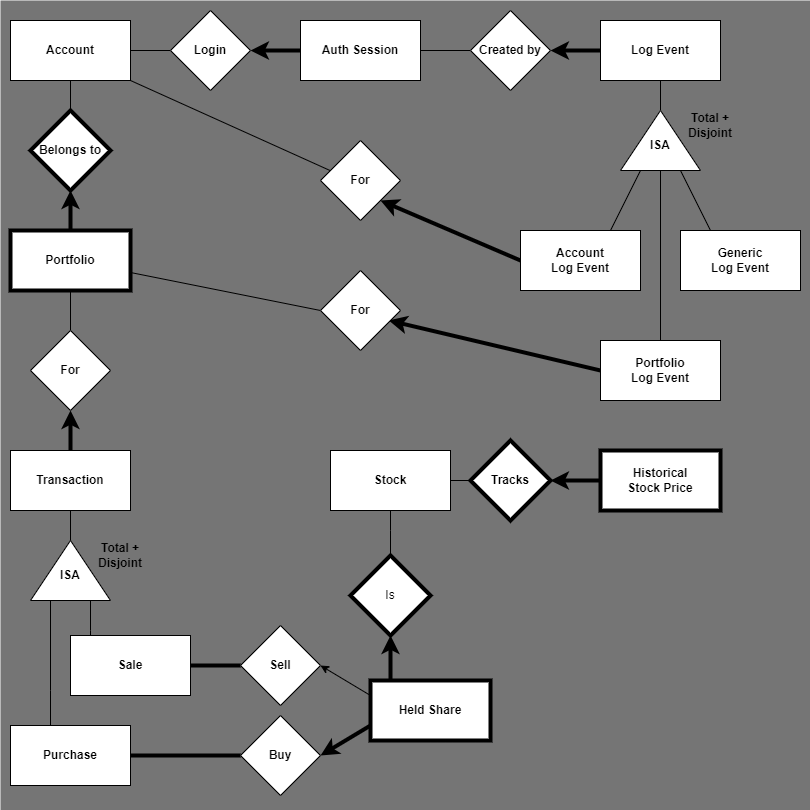 Account
Login
Auth Session
Created by
Log Event
Total +
Disjoint
ISA
Belongs to
For
Account
Log Event
Generic
Log Event
Portfolio
For
Portfolio
Log Event
For
Transaction
Stock
Tracks
Historical
Stock Price
Total +
Disjoint
ISA
Is
Sale
Sell
Held Share
Purchase
Buy